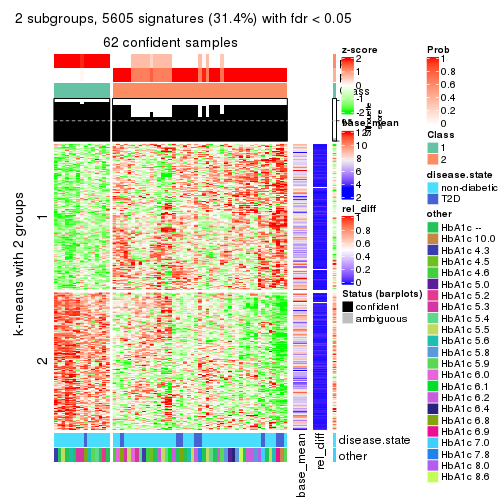 2 subgroups, 5605 signatures (31.4%) with fdr < 0.05
62 confident samples
k-means with 2 groups
1
2
disease.state
other
base_mean
rel_diff
Silhouette
score
z-score
2
1
0
-1
-2
base_mean
12
10
8
6
4
2
rel_diff
1
0.8
0.6
0.4
0.2
0
Status (barplots)
confident
ambiguous
Prob
1
0.8
0.6
0.4
0.2
0
Class
1
2
disease.state
non-diabetic
T2D
other
HbA1c --
HbA1c 10.0
HbA1c 4.3
HbA1c 4.5
HbA1c 4.6
HbA1c 5.0
HbA1c 5.2
HbA1c 5.3
HbA1c 5.4
HbA1c 5.5
HbA1c 5.6
HbA1c 5.8
HbA1c 5.9
HbA1c 6.0
HbA1c 6.1
HbA1c 6.2
HbA1c 6.4
HbA1c 6.8
HbA1c 6.9
HbA1c 7.0
HbA1c 7.8
HbA1c 8.0
HbA1c 8.6